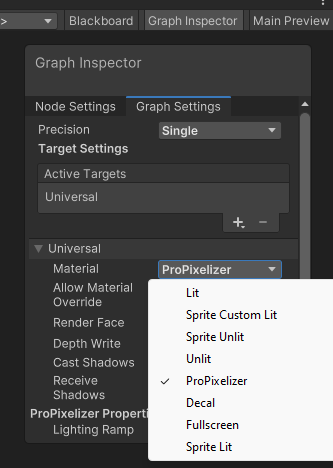 > Blackboard Graph Inspector Main Preview
Graph Inspector
Node Settings Graph Settings
Precision Single
Target Settings
Active Targets
Universal
+ −
Universal
Material ProPixelizer
Allow Material
Override
Render Face
Depth Write
Cast Shadows
Receive
Shadows
ProPixelizer Properti
Lighting Ramp
Lit
Sprite Custom Lit
Sprite Unlit
Unlit
✓ ProPixelizer
Decal
Fullscreen
Sprite Lit